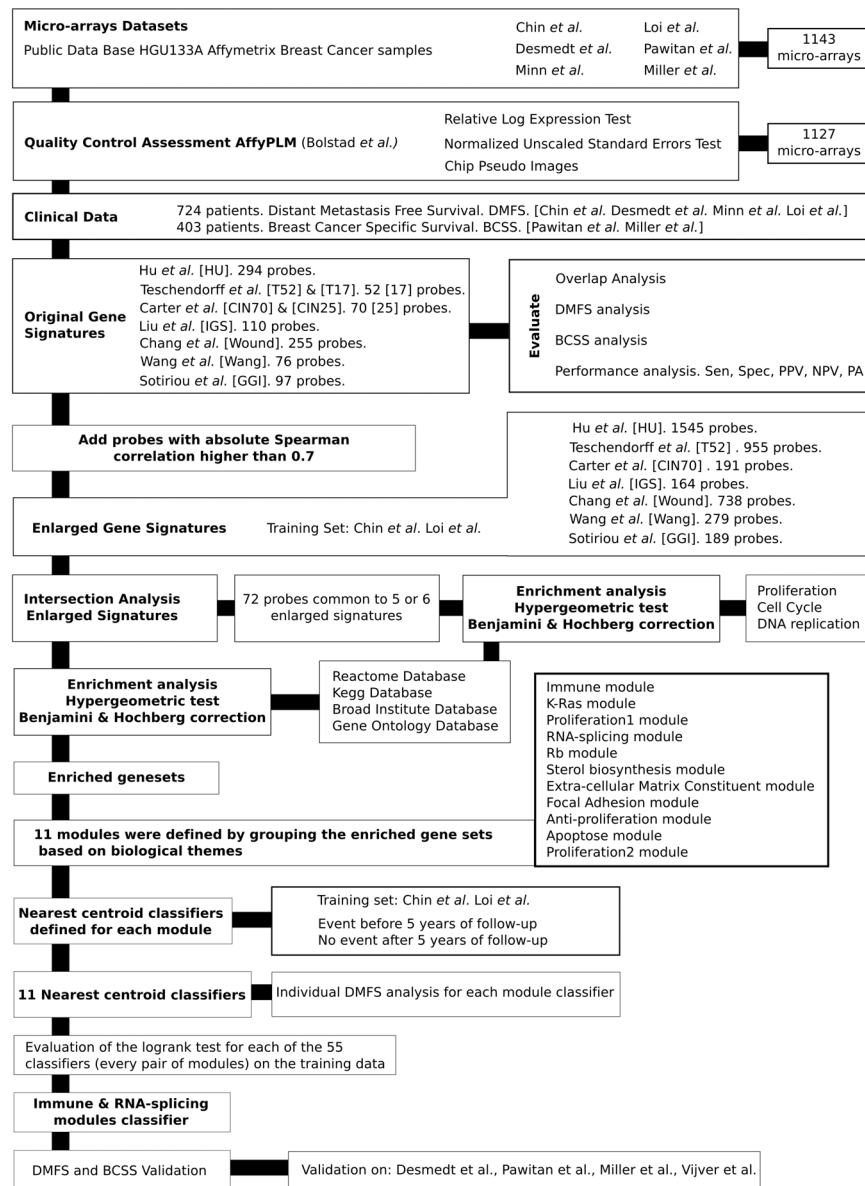 Micro-arrays Datasets
Public Data Base HGU133A Affymetrix Breast Cancer samples
Chin et al. Loi et al.
Desmedt et al. Pawitan et al.
Minn et al. Miller et al.
1143
micro-arrays
Quality Control Assessment AffyPLM (Bolstad et al.)
Relative Log Expression Test
Normalized Unscaled Standard Errors Test
Chip Pseudo Images
1127
micro-arrays
Clinical Data
724 patients. Distant Metastasis Free Survival. DMFS. [Chin et al. Desmedt et al. Minn et al. Loi et al.]
403 patients. Breast Cancer Specific Survival. BCSS. [Pawitan et al. Miller et al.]
Original Gene
Signatures
Hu et al. [HU]. 294 probes.
Teschendorff et al. [T52] & [T17]. 52 [17] probes.
Carter et al. [CIN70] & [CIN25]. 70 [25] probes.
Liu et al. [IGS]. 110 probes.
Chang et al. [Wound]. 255 probes.
Wang et al. [Wang]. 76 probes.
Sotiriou et al. [GGI]. 97 probes.
Evaluate
Overlap Analysis
DMFS analysis
BCSS analysis
Performance analysis. Sen, Spec, PPV, NPV, PA
Add probes with absolute Spearman
correlation higher than 0.7
Hu et al. [HU]. 1545 probes.
Teschendorff et al. [T52] . 955 probes.
Carter et al. [CIN70] . 191 probes.
Liu et al. [IGS]. 164 probes.
Chang et al. [Wound]. 738 probes.
Wang et al. [Wang]. 279 probes.
Sotiriou et al. [GGI]. 189 probes.
Enlarged Gene Signatures Training Set: Chin et al. Loi et al.
Intersection Analysis
Enlarged Signatures
72 probes common to 5 or 6
enlarged signatures
Enrichment analysis
Hypergeometric test
Benjamini & Hochberg correction
Proliferation
Cell Cycle
DNA replication
Enrichment analysis
Hypergeometric test
Benjamini & Hochberg correction
Reactome Database
Kegg Database
Broad Institute Database
Gene Ontology Database
Immune module
K-Ras module
Proliferation1 module
RNA-splicing module
Rb module
Sterol biosynthesis module
Extra-cellular Matrix Constituent module
Focal Adhesion module
Anti-proliferation module
Apoptose module
Proliferation2 module
Enriched genesets
11 modules were defined by grouping the enriched gene sets
based on biological themes
Nearest centroid classifiers
defined for each module
Training set: Chin et al. Loi et al.
Event before 5 years of follow-up
No event after 5 years of follow-up
11 Nearest centroid classifiers
Individual DMFS analysis for each module classifier
Evaluation of the logrank test for each of the 55
classifiers (every pair of modules) on the training data
Immune & RNA-splicing
modules classifier
DMFS and BCSS Validation
Validation on: Desmedt et al., Pawitan et al., Miller et al., Vijver et al.